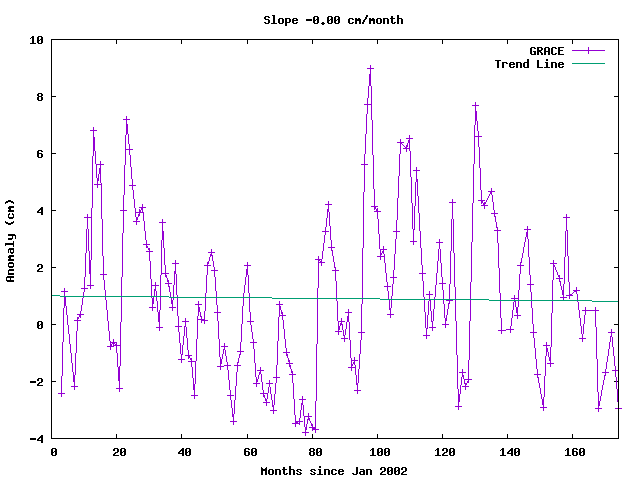 Slope -0.00 cm/month
GRACE
Trend Line
Anomaly (cm)
10
8
6
4
2
0
-2
-4
0 20 40 60 80 100 120 140 160
Months since Jan 2002